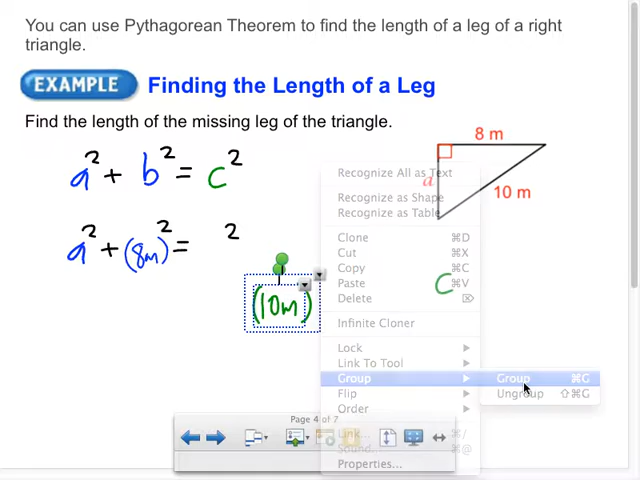 You can use Pythagorean Theorem to find the length of a leg of a right
triangle.
EXAMPLE Finding the Length of a Leg
Find the length of the missing leg of the triangle.
8 m
a² + b² = c²
a
10 m
a² + (8m)² = ²
(10m)
C
Recognize All as Text
Recognize as Shape
Recognize as Table
Clone ⌘D
Cut ⌘X
Copy ⌘C
Paste ⌘V
Delete ⌦
Infinite Cloner
Lock
Link To Tool
Group
Group ⌘G
Flip
Ungroup ⇧⌘G
Order
Page 4 of 7
Link... ⌘/
Sound... ⌘@
Properties...